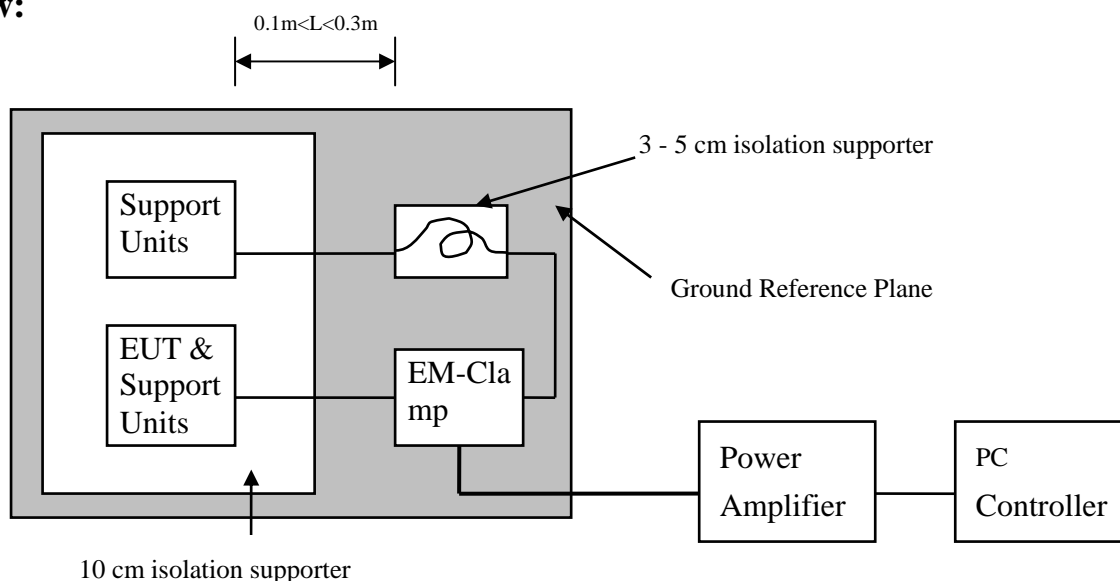 0.1m<L<0.3m
3 - 5 cm isolation supporter
Support
Units
Ground Reference Plane
EUT &
Support
Units
EM-Cla
mp
Power
Amplifier
PC
Controller
10 cm isolation supporter